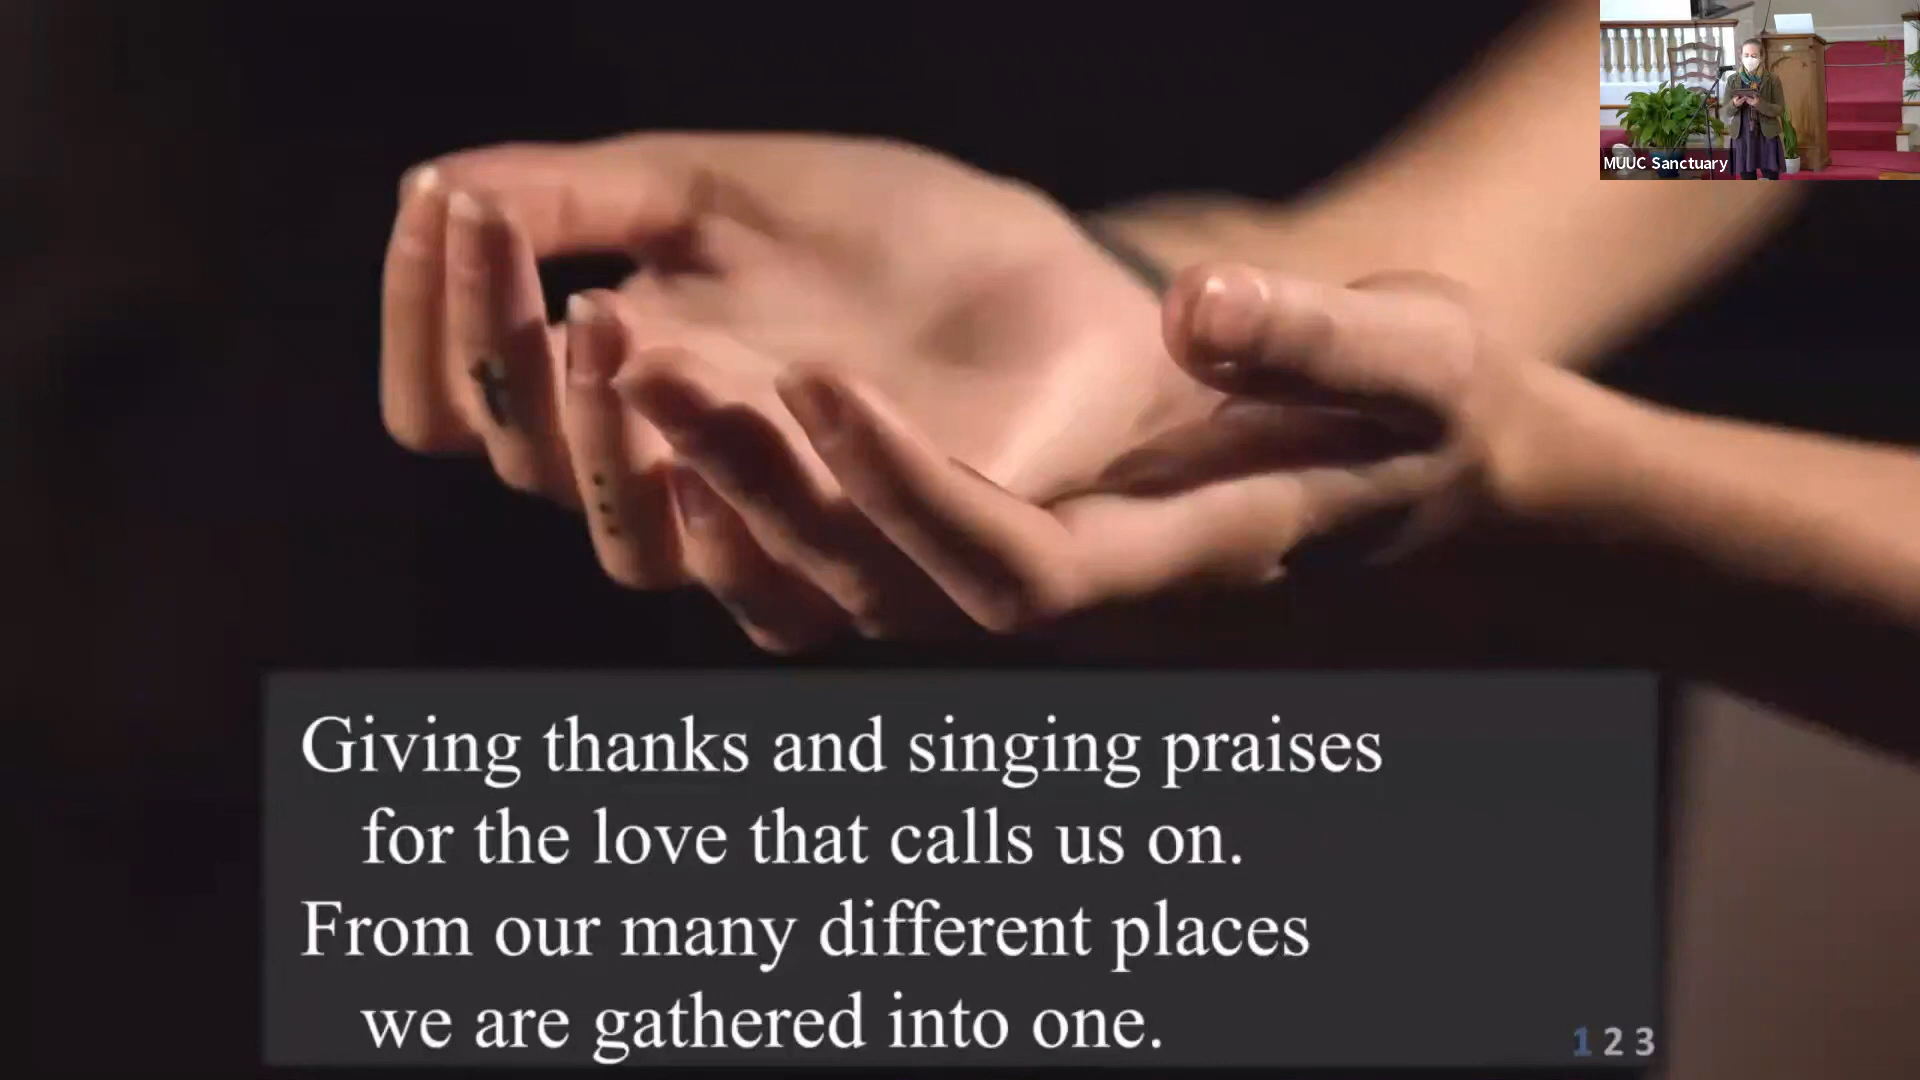 MUUC Sanctuary
Giving thanks and singing praises
for the love that calls us on.
From our many different places
we are gathered into one.
1 2 3